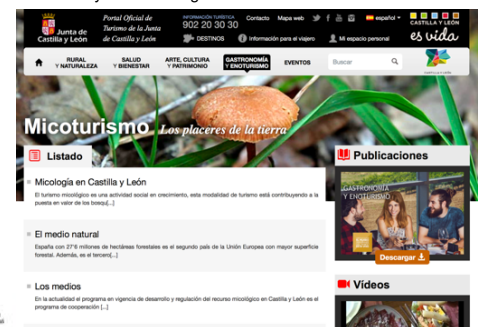 Junta de
Castilla y León
Portal Oficial de
Turismo de la Junta
de Castilla y León
INFORMACIÓN TURÍSTICA
902 20 30 30
Contacto
Mapa web
español
DESTINOS
Información para el viajero
Mi espacio personal
CASTILLA Y LEÓN
es vida
RURAL
Y NATURALEZA
SALUD
Y BIENESTAR
ARTE, CULTURA
Y PATRIMONIO
GASTRONOMÍA
Y ENOTURISMO
EVENTOS
Buscar
Micoturismo Los placeres de la tierra
Listado
Micología en Castilla y León
El turismo micológico es una actividad social en crecimiento, esta modalidad de turismo está contribuyendo a la
puesta en valor de los bosqu[...]
El medio natural
España con 27'6 millones de hectáreas forestales es el segundo país de la Unión Europea con mayor superficie
forestal. Además, es el tercero[...]
Los medios
En la actualidad el programa en vigencia de desarrollo y regulación del recurso micológico en Castilla y León es el
programa de cooperación [...]
Publicaciones
GASTRONOMÍA
Y ENOTURISMO
Descargar
Vídeos